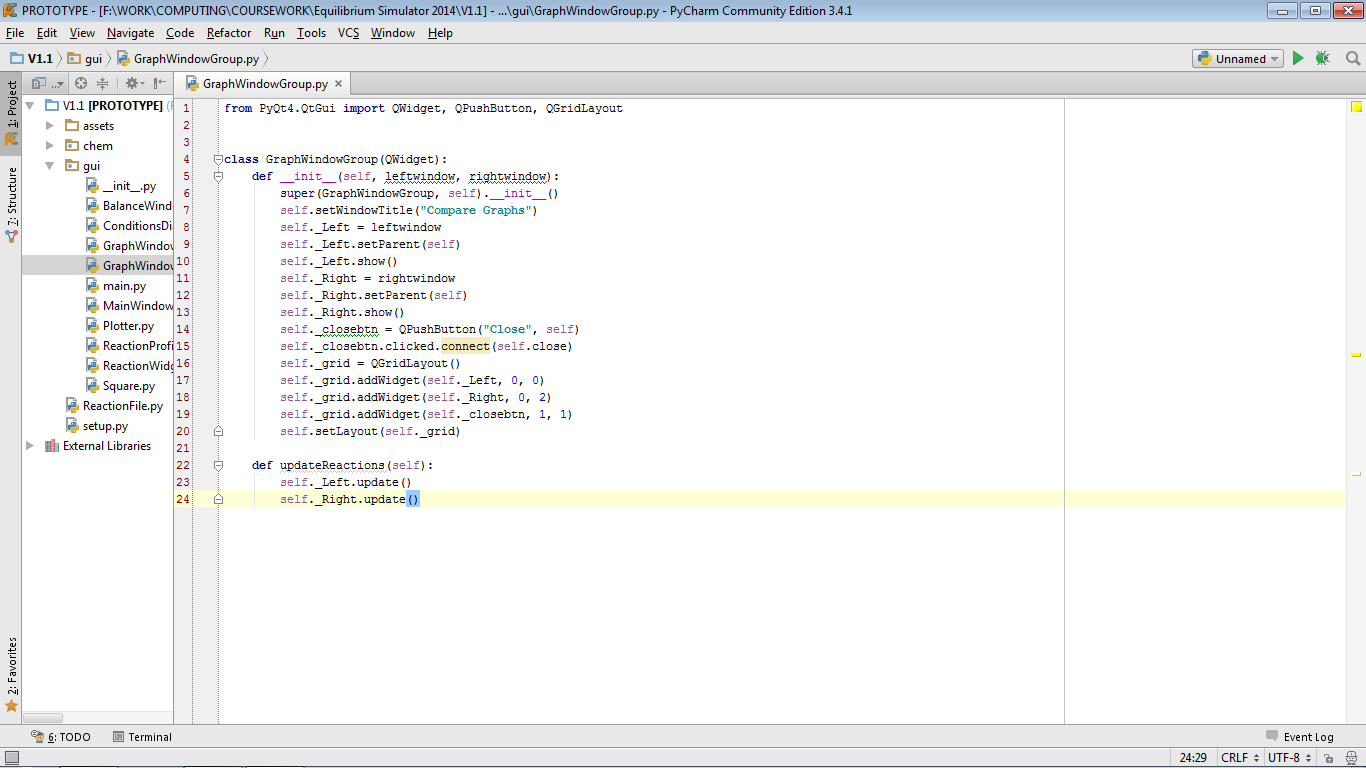 PROTOTYPE - [F:\WORK\COMPUTING\COURSEWORK\Equilibrium Simulator 2014\V1.1] - ...\gui\GraphWindowGroup.py - PyCharm Community Edition 3.4.1
File Edit View Navigate Code Refactor Run Tools VCS Window Help
V1.1 gui GraphWindowGroup.py Unnamed
1: Project
7: Structure
2: Favorites
V1.1 [PROTOTYPE] (
assets
chem
gui
__init__.py
BalanceWind
ConditionsDi
GraphWindow
GraphWindow
main.py
MainWindow
Plotter.py
ReactionProfi
ReactionWidg
Square.py
ReactionFile.py
setup.py
External Libraries
GraphWindowGroup.py
1 from PyQt4.QtGui import QWidget, QPushButton, QGridLayout
2
3
4 class GraphWindowGroup(QWidget):
5 def __init__(self, leftwindow, rightwindow):
6 super(GraphWindowGroup, self).__init__()
7 self.setWindowTitle("Compare Graphs")
8 self._Left = leftwindow
9 self._Left.setParent(self)
10 self._Left.show()
11 self._Right = rightwindow
12 self._Right.setParent(self)
13 self._Right.show()
14 self._closebtn = QPushButton("Close", self)
15 self._closebtn.clicked.connect(self.close)
16 self._grid = QGridLayout()
17 self._grid.addWidget(self._Left, 0, 0)
18 self._grid.addWidget(self._Right, 0, 2)
19 self._grid.addWidget(self._closebtn, 1, 1)
20 self.setLayout(self._grid)
21
22 def updateReactions(self):
23 self._Left.update()
24 self._Right.update()
6: TODO Terminal Event Log
24:29 CRLF UTF-8